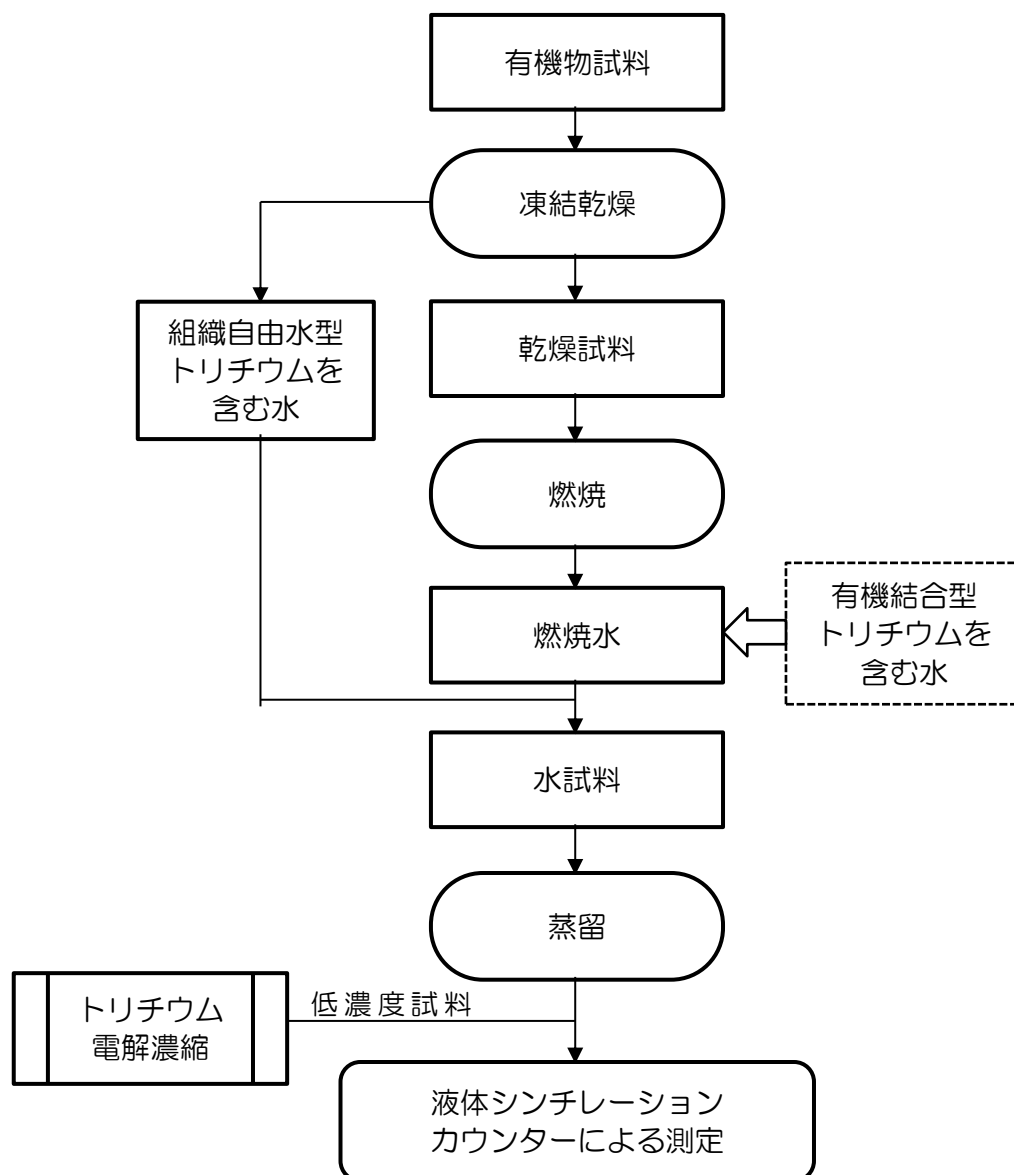 有機物試料
凍結乾燥
組織自由水型
トリチウムを
含む水
乾燥試料
燃焼
燃焼水
有機結合型
トリチウムを
含む水
水試料
蒸留
トリチウム
電解濃縮
低濃度試料
液体シンチレーション
カウンターによる測定